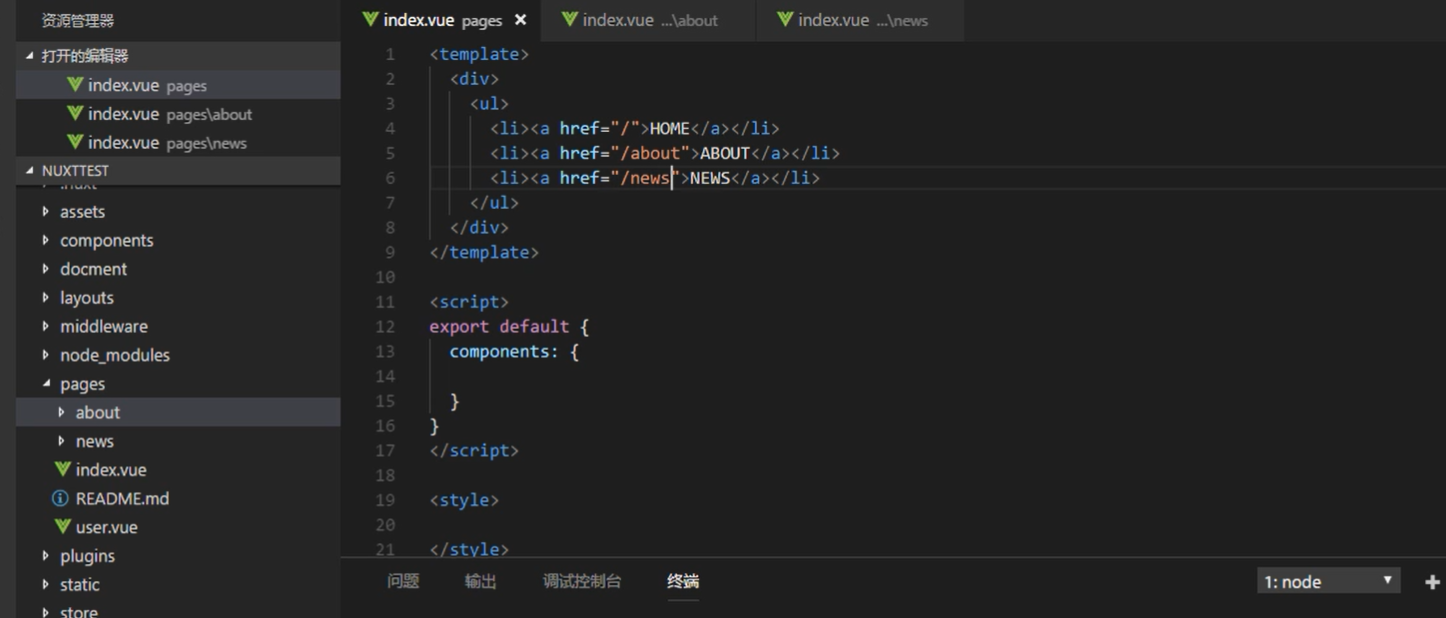 资源管理器
打开的编辑器
index.vue pages
index.vue pages\about
index.vue pages\news
NUXTTEST
.nuxt
assets
components
docment
layouts
middleware
node_modules
pages
about
news
index.vue
README.md
user.vue
plugins
static
store
index.vue pages × index.vue ...\about index.vue ...\news
1 <template>
2 <div>
3 <ul>
4 <li><a href="/">HOME</a></li>
5 <li><a href="/about">ABOUT</a></li>
6 <li><a href="/news">NEWS</a></li>
7 </ul>
8 </div>
9 </template>
10
11 <script>
12 export default {
13 components: {
14
15 }
16 }
17 </script>
18
19 <style>
20
21 </style>
问题 输出 调试控制台 终端 1: node